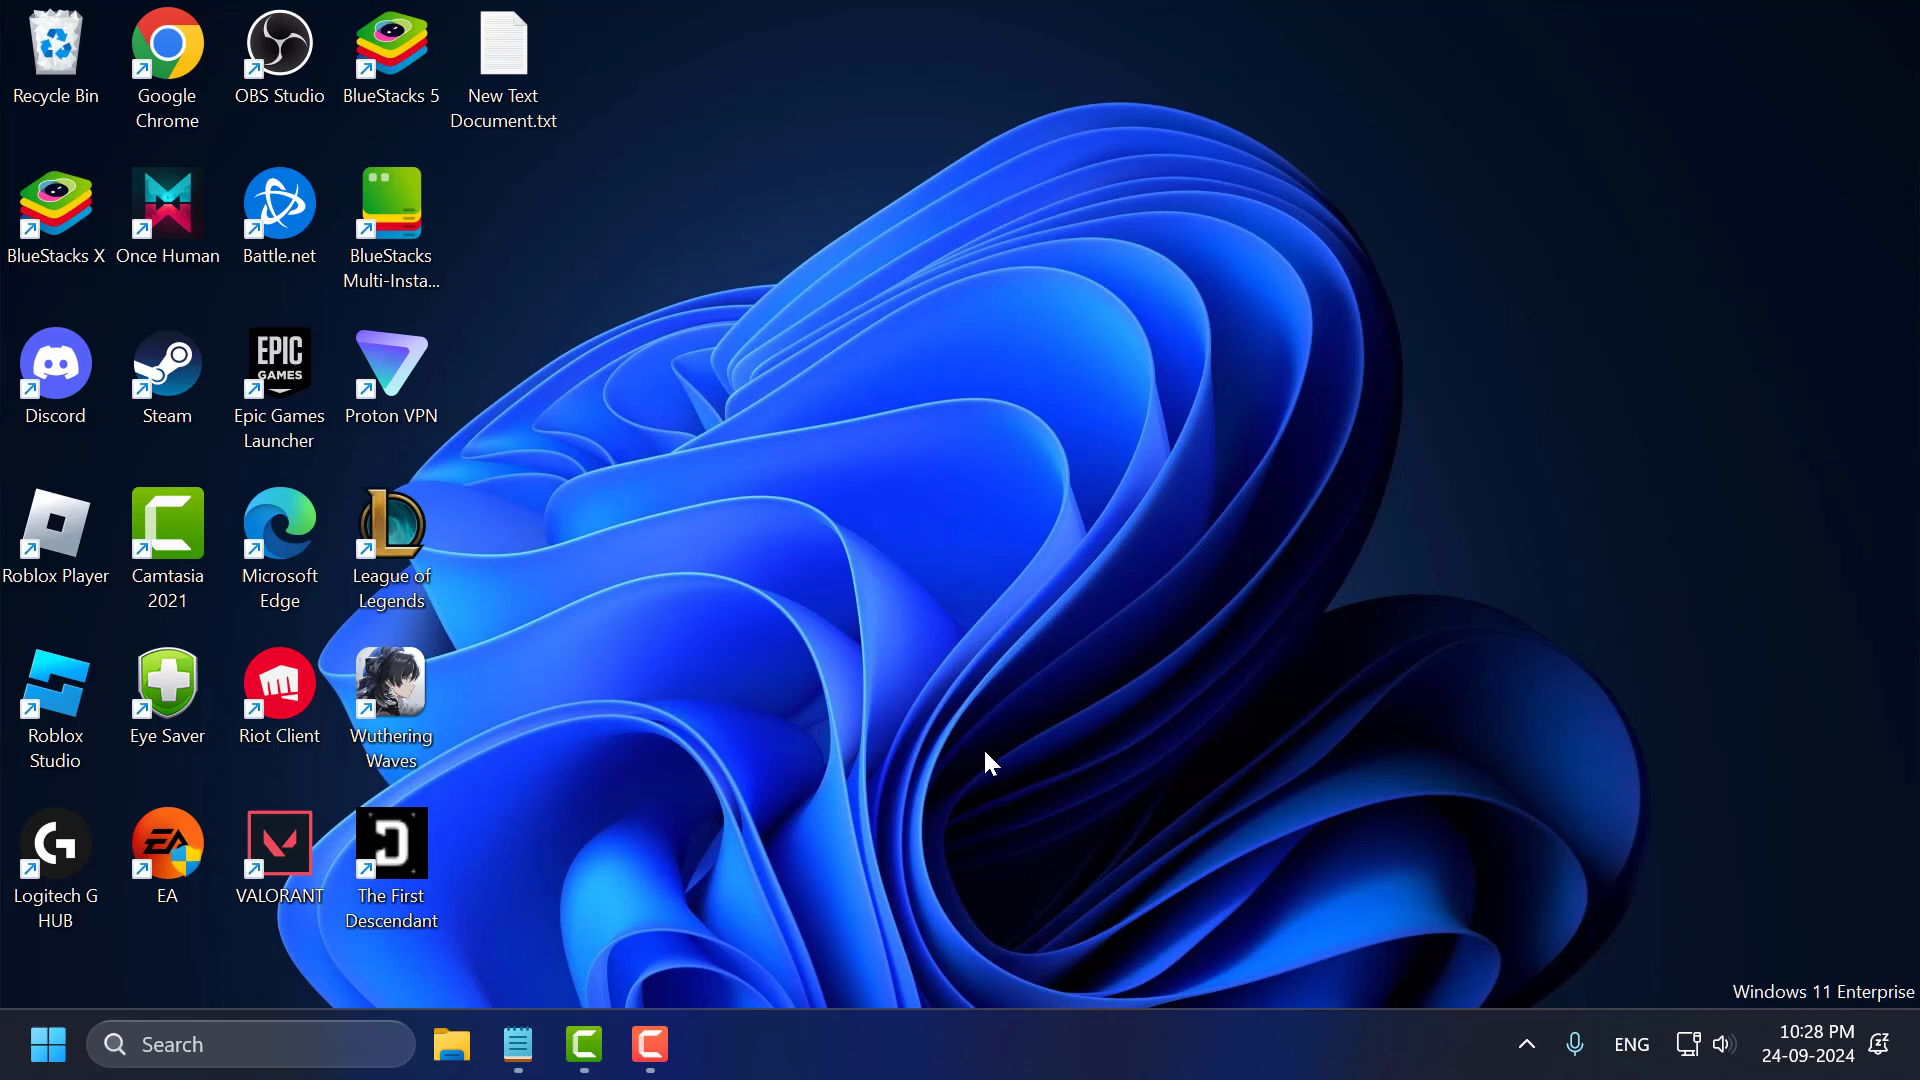 Recycle Bin
Google
Chrome
OBS Studio
BlueStacks 5
New Text
Document.txt
BlueStacks X
Once Human
Battle.net
BlueStacks
Multi-Insta...
Discord
Steam
EPIC
GAMES
Epic Games
Launcher
Proton VPN
Roblox Player
Camtasia
2021
Microsoft
Edge
League of
Legends
Roblox
Studio
Eye Saver
Riot Client
Wuthering
Waves
Logitech G
HUB
EA
EA
VALORANT
The First
Descendant
Windows 11 Enterprise
Search
ENG
10:28 PM
24-09-2024